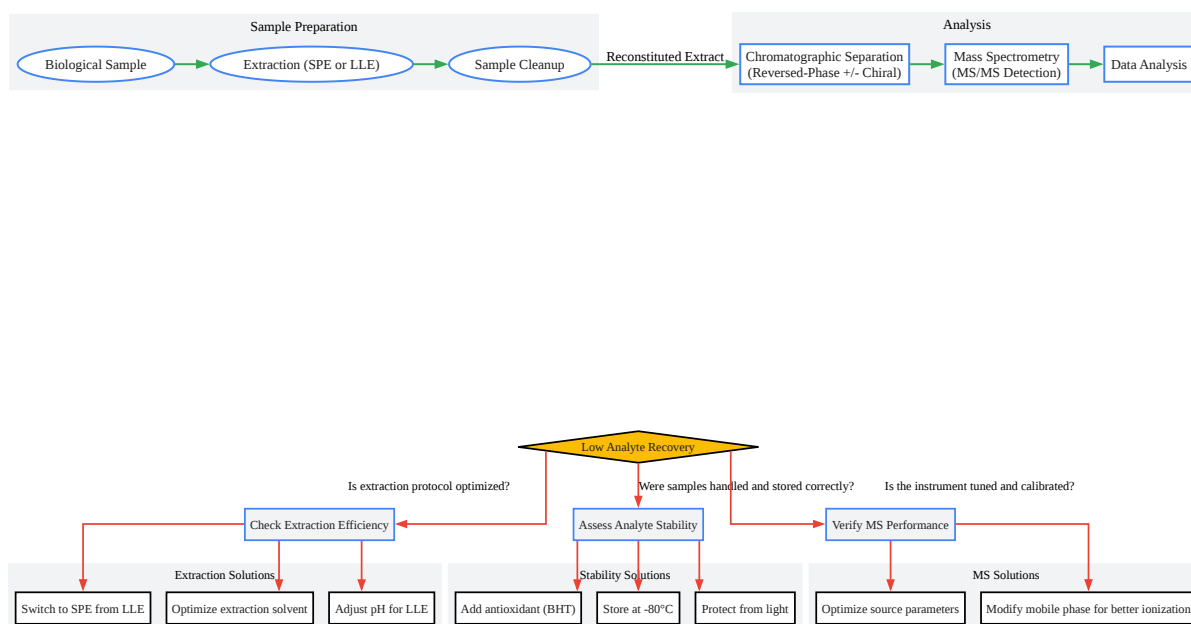 Sample Preparation
Analysis
Biological Sample
Extraction (SPE or LLE)
Sample Cleanup
Reconstituted Extract
Chromatographic Separation
(Reversed-Phase +/- Chiral)
Mass Spectrometry
(MS/MS Detection)
Data Analysis
Low Analyte Recovery
Is extraction protocol optimized?
Were samples handled and stored correctly?
Is the instrument tuned and calibrated?
Check Extraction Efficiency
Assess Analyte Stability
Verify MS Performance
Extraction Solutions
Stability Solutions
MS Solutions
Switch to SPE from LLE
Optimize extraction solvent
Adjust pH for LLE
Add antioxidant (BHT)
Store at -80°C
Protect from light
Optimize source parameters
Modify mobile phase for better ionization